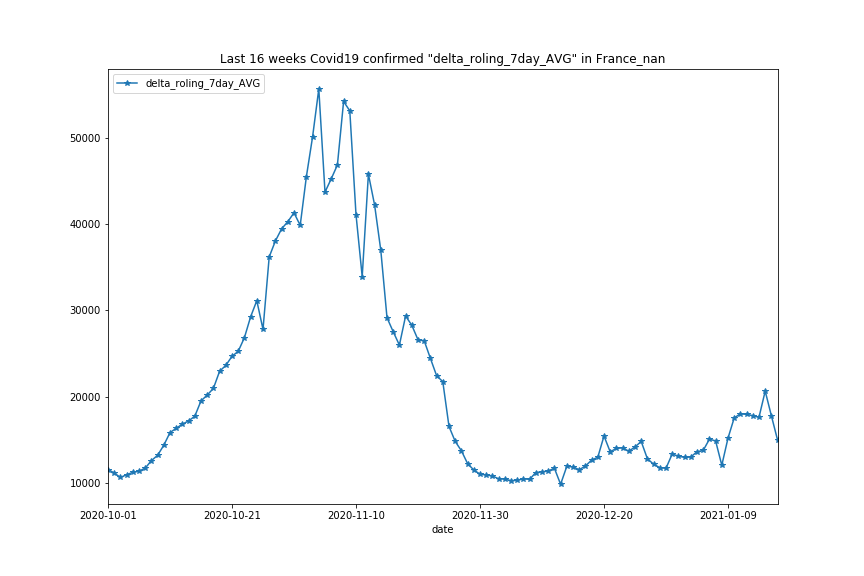 Last 16 weeks Covid19 confirmed "delta_roling_7day_AVG" in France_nan
delta_roling_7day_AVG
50000
40000
30000
20000
10000
2020-10-01 2020-10-21 2020-11-10 2020-11-30 2020-12-20 2021-01-09
date